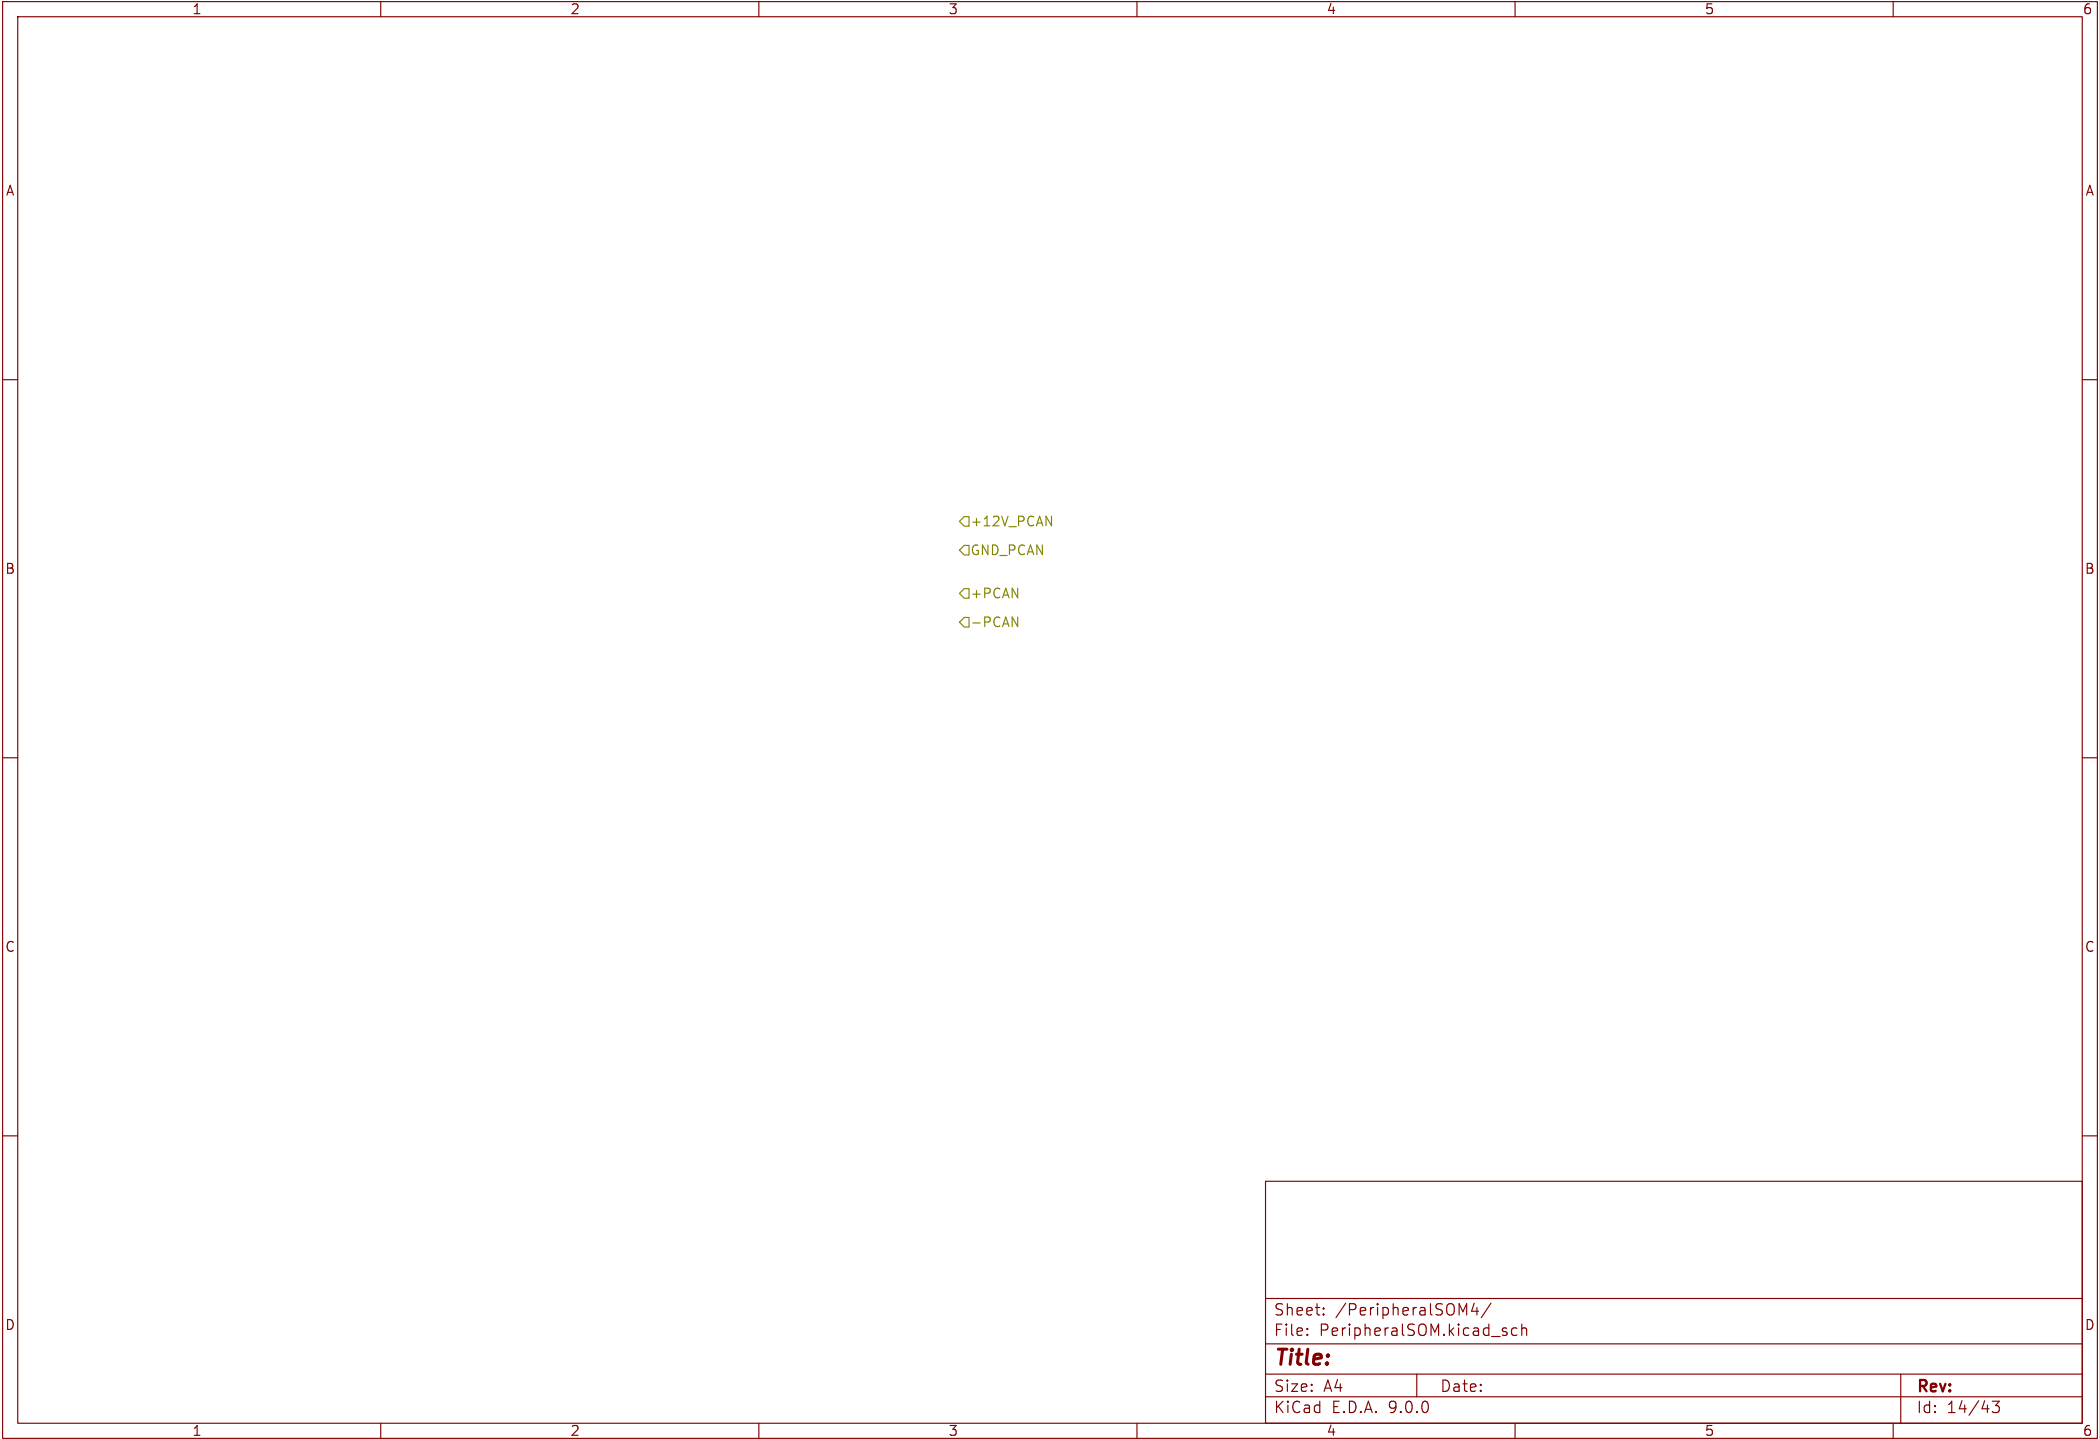 1 2 3 4 5 6
A A
+12V_PCAN
GND_PCAN
B B
+PCAN
-PCAN
C C
Sheet: /PeripheralSOM4/
D D
File: PeripheralSOM.kicad_sch
Title:
Size: A4 Date: Rev:
KiCad E.D.A. 9.0.0 Id: 14/43
1 2 3 4 5 6